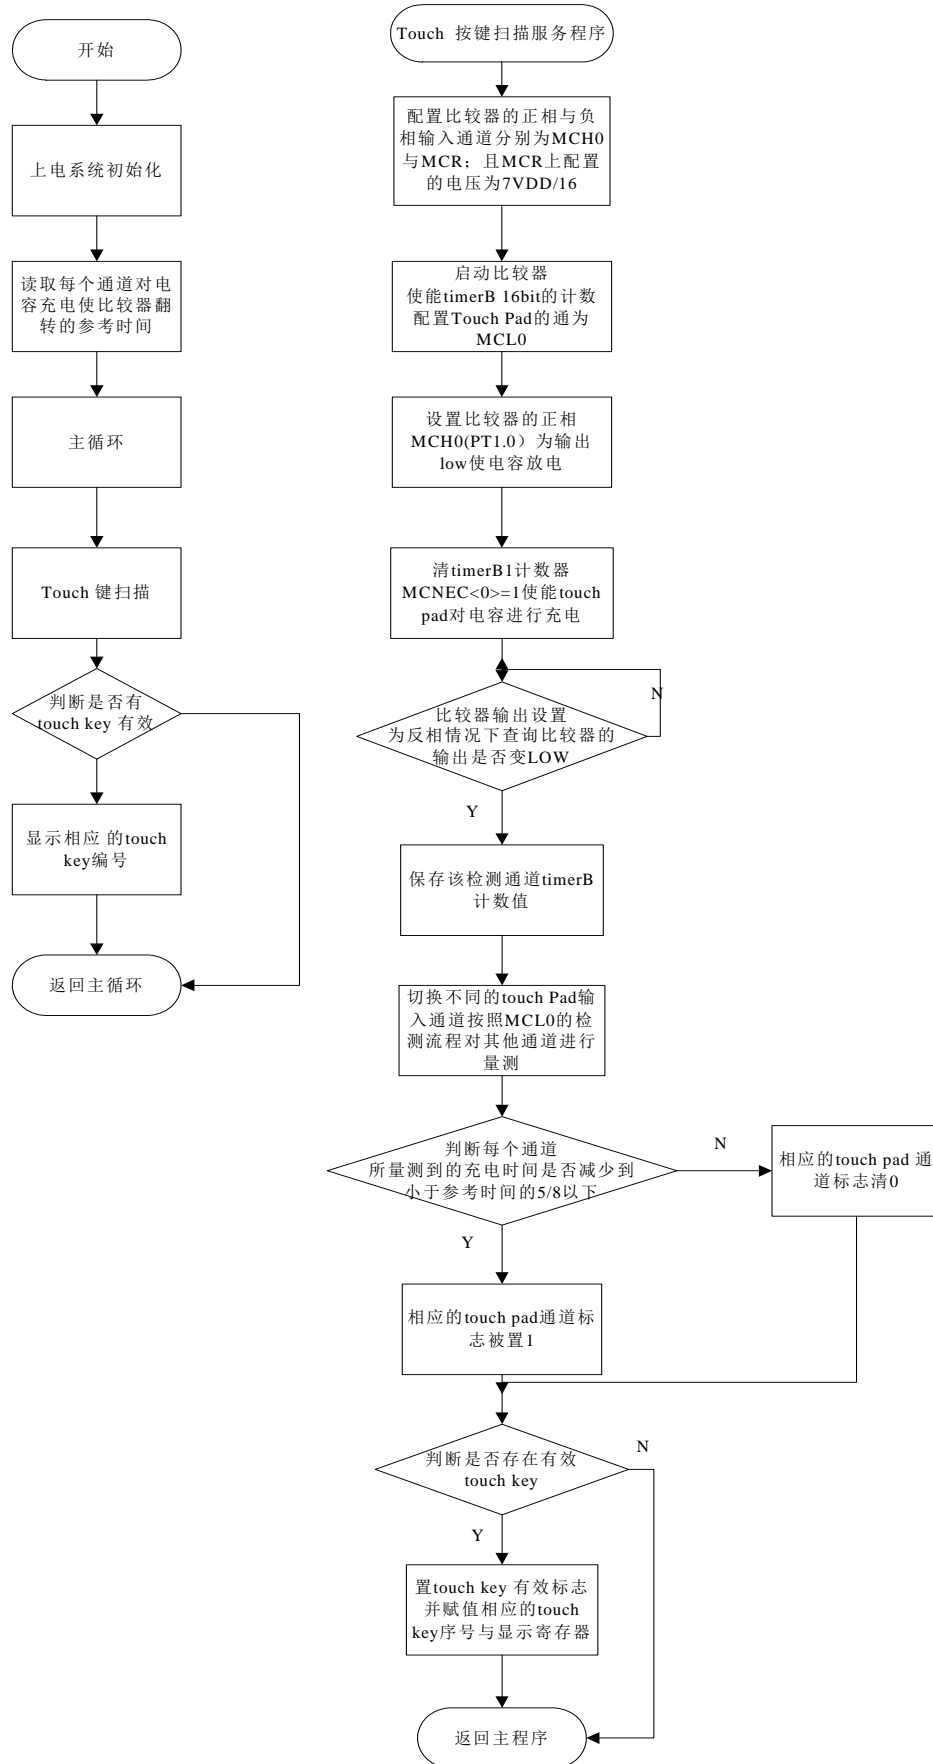 开始
上电系统初始化
读取每个通道对电
容充电使比较器翻
转的参考时间
主循环
Touch 键扫描
判断是否有
touch key 有效
显示相应 的touch
key编号
返回主循环
Touch 按键扫描服务程序
配置比较器的正相与负
相输入通道分别为MCH0
与MCR；且MCR上配置
的电压为7VDD/16
启动比较器
使能timerB 16bit的计数
配置Touch Pad的通为
MCL0
设置比较器的正相
MCH0(PT1.0）为输出
low使电容放电
清timerB1计数器
MCNEC<0>=1使能touch
pad对电容进行充电
N
比较器输出设置
为反相情况下查询比较器的
输出是否变LOW
Y
保存该检测通道timerB
计数值
切换不同的touch Pad输
入通道按照MCL0的检
测流程对其他通道进行
量测
判断每个通道
所量测到的充电时间是否减少到
小于参考时间的5/8以下
N
相应的touch pad 通
道标志清0
Y
相应的touch pad通道标
志被置1
判断是否存在有效
touch key
N
Y
置touch key 有效标志
并赋值相应的touch
key序号与显示寄存器
返回主程序